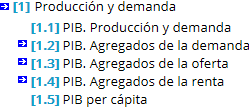 [1] Producción y demanda
[1.1] PIB. Producción y demanda
[1.2] PIB. Agregados de la demanda
[1.3] PIB. Agregados de la oferta
[1.4] PIB. Agregados de la renta
[1.5] PIB per cápita